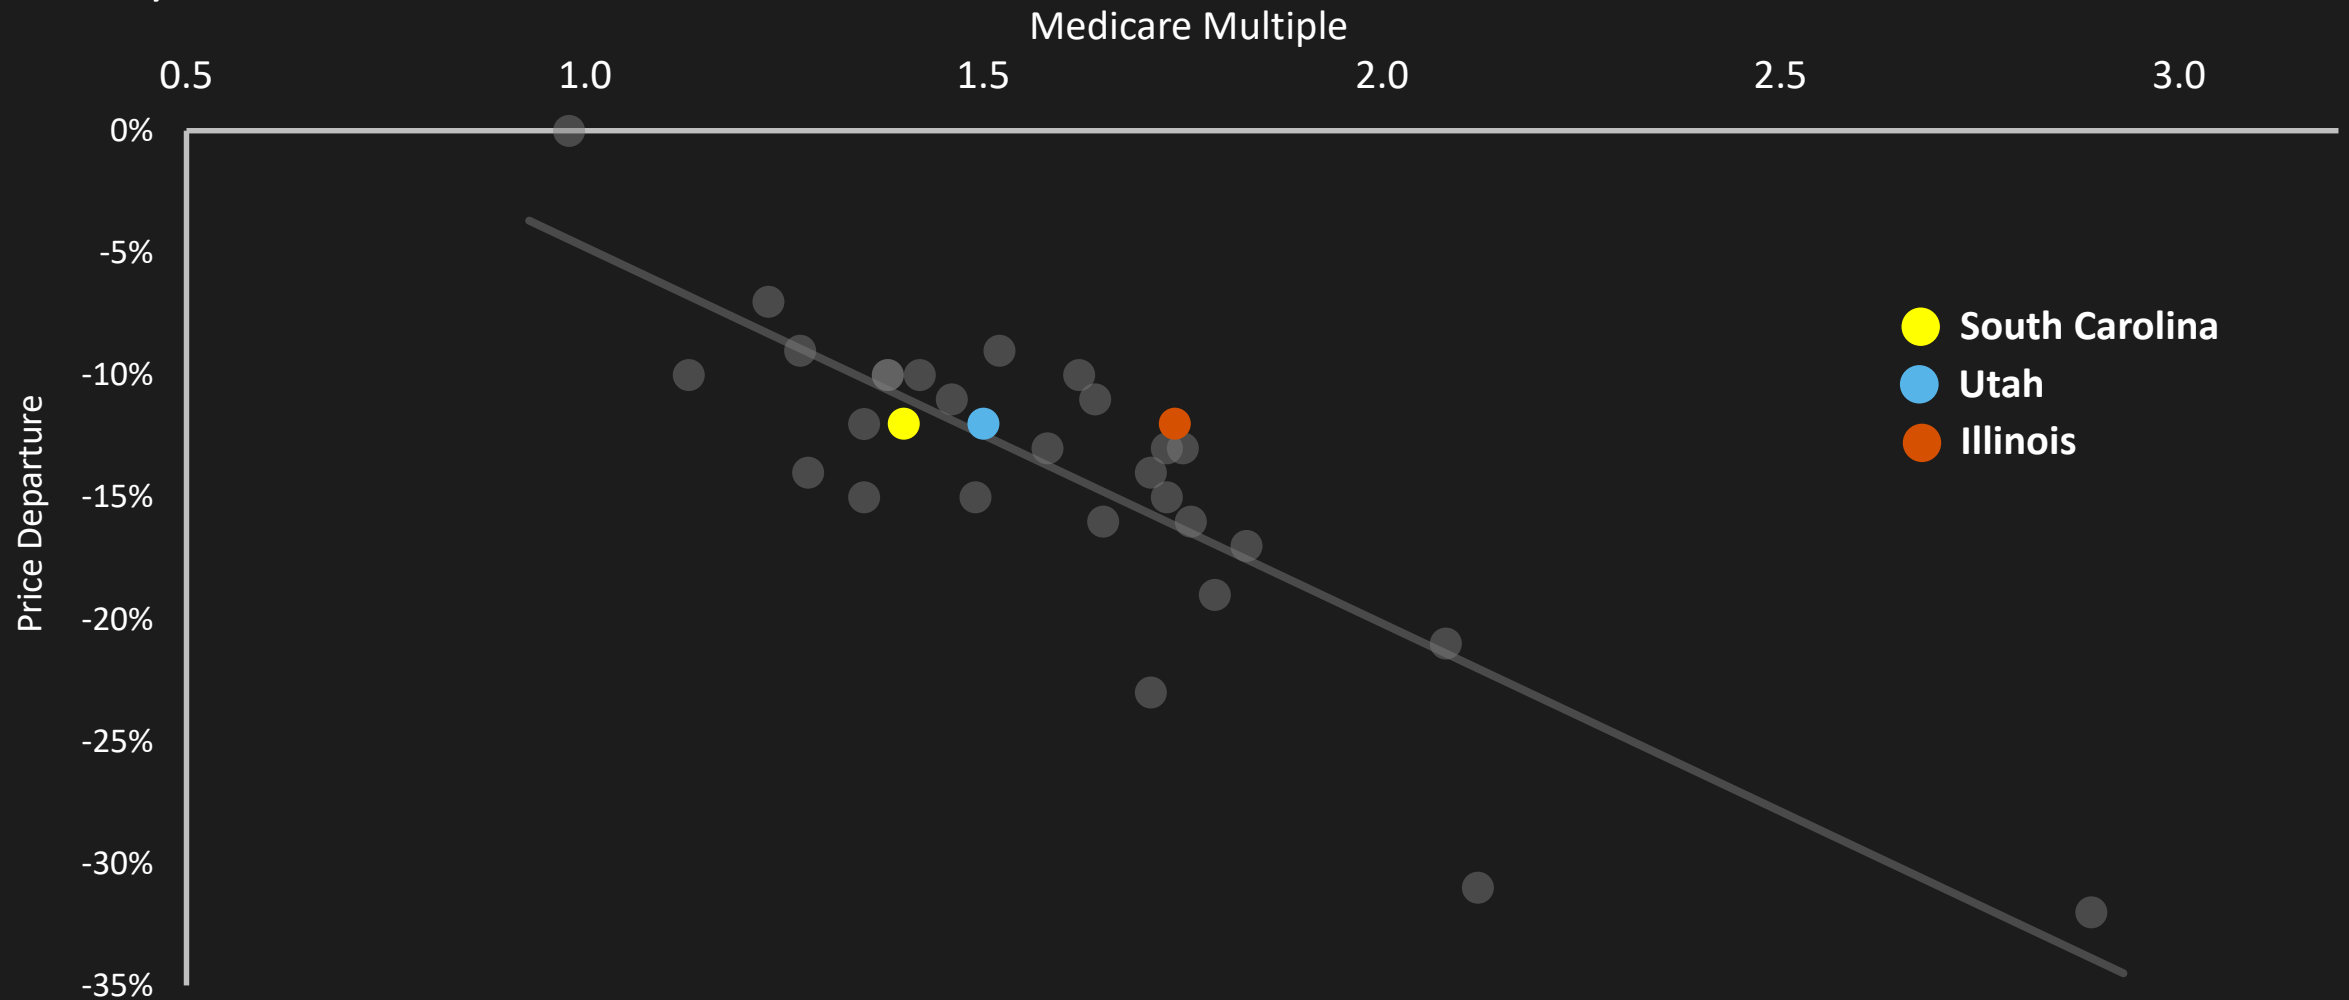 Medicare Multiple
0.5 1.0 1.5 2.0 2.5 3.0
0%
-5%
-10%
-15%
-20%
-25%
-30%
-35%
Price Departure
South Carolina
Utah
Illinois